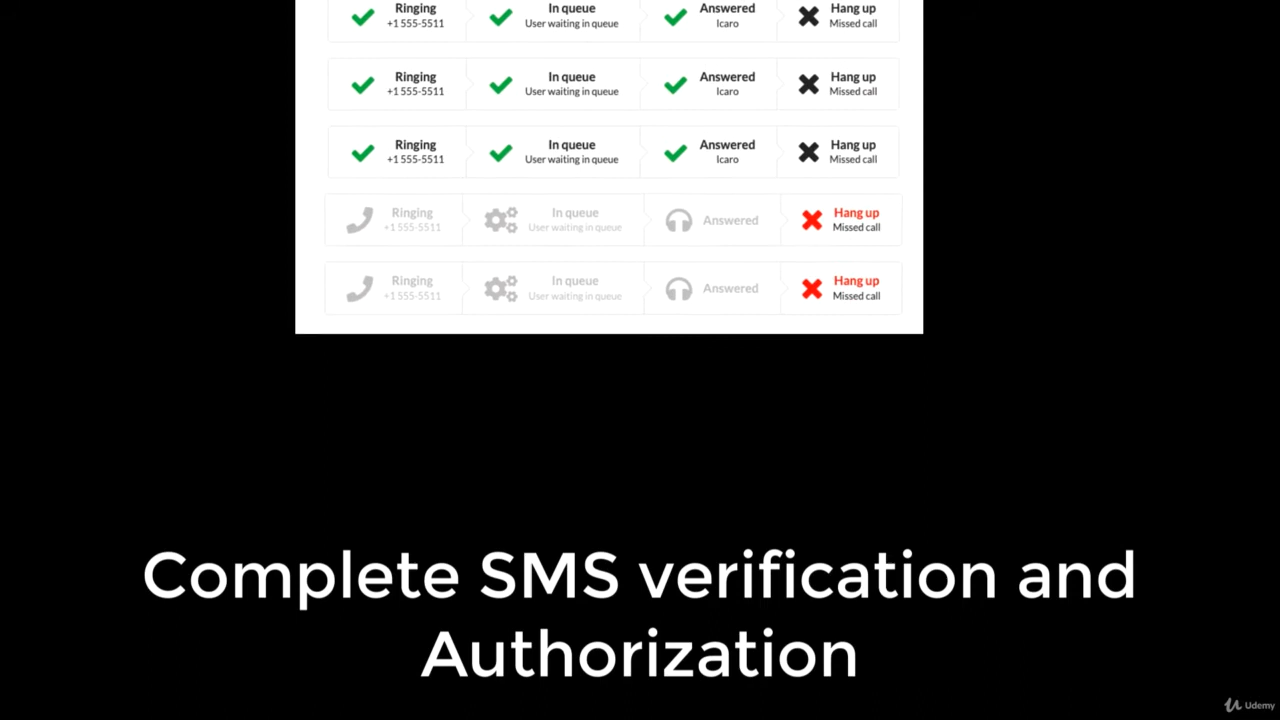 Ringing In queue Answered Hang up
+1 555-5511 User waiting in queue Icaro Missed call
Ringing In queue Answered Hang up
+1 555-5511 User waiting in queue Icaro Missed call
Ringing In queue Answered Hang up
+1 555-5511 User waiting in queue Icaro Missed call
Ringing In queue Answered Hang up
+1 555-5511 User waiting in queue Missed call
Ringing In queue Answered Hang up
+1 555-5511 User waiting in queue Missed call
Complete SMS verification and
Authorization
Udemy